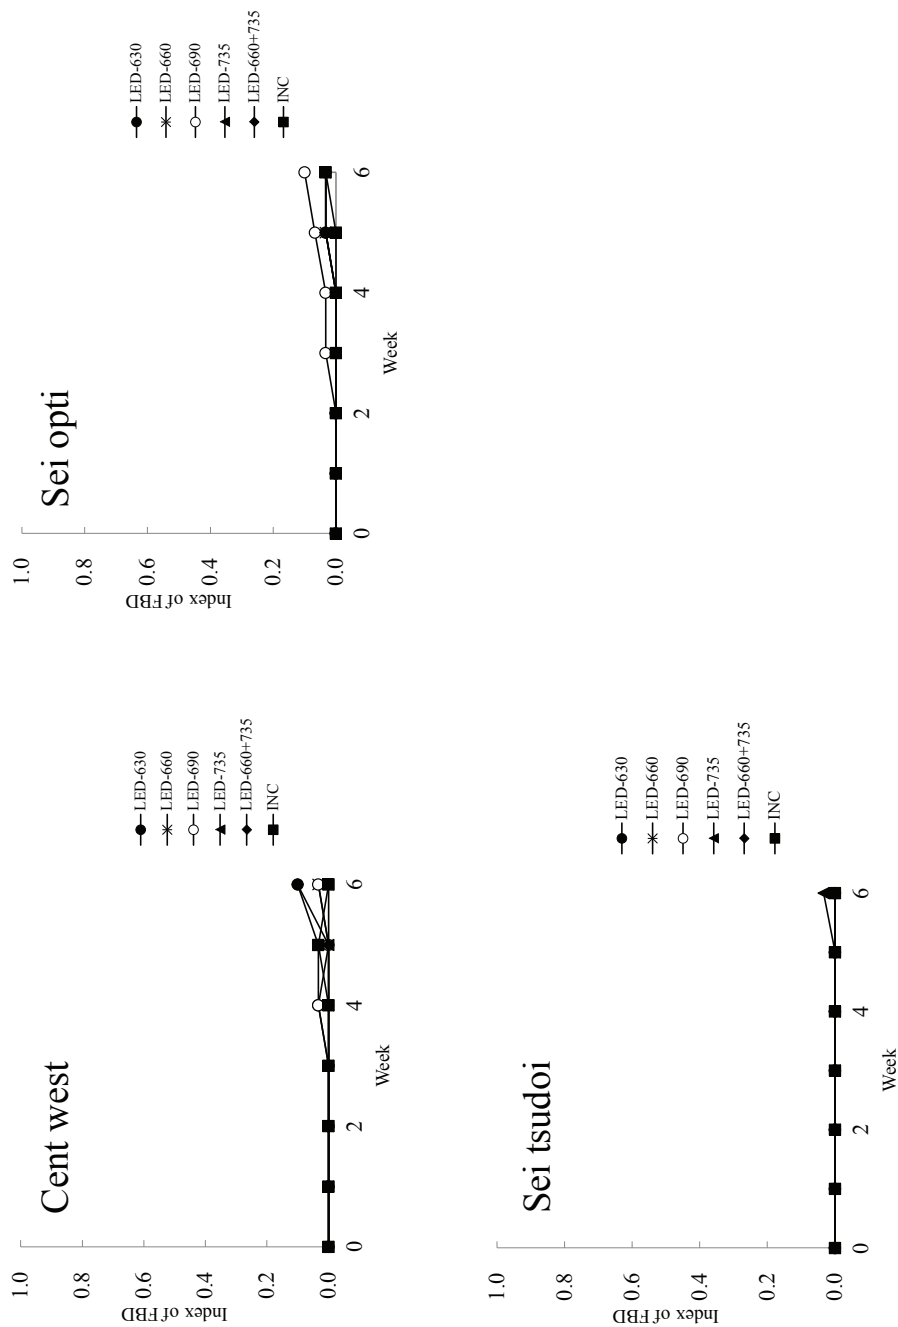 Cent west
1.0
0.8
0.6
0.4
0.2
0.0
Index of FBD
0
2
4
6
Week
LED-630
LED-660
LED-690
LED-735
LED-660+735
INC
Sei opti
1.0
0.8
0.6
0.4
0.2
0.0
Index of FBD
0
2
4
6
Week
LED-630
LED-660
LED-690
LED-735
LED-660+735
INC
Sei tsudoi
1.0
0.8
0.6
0.4
0.2
0.0
Index of FBD
0
2
4
6
Week
LED-630
LED-660
LED-690
LED-735
LED-660+735
INC